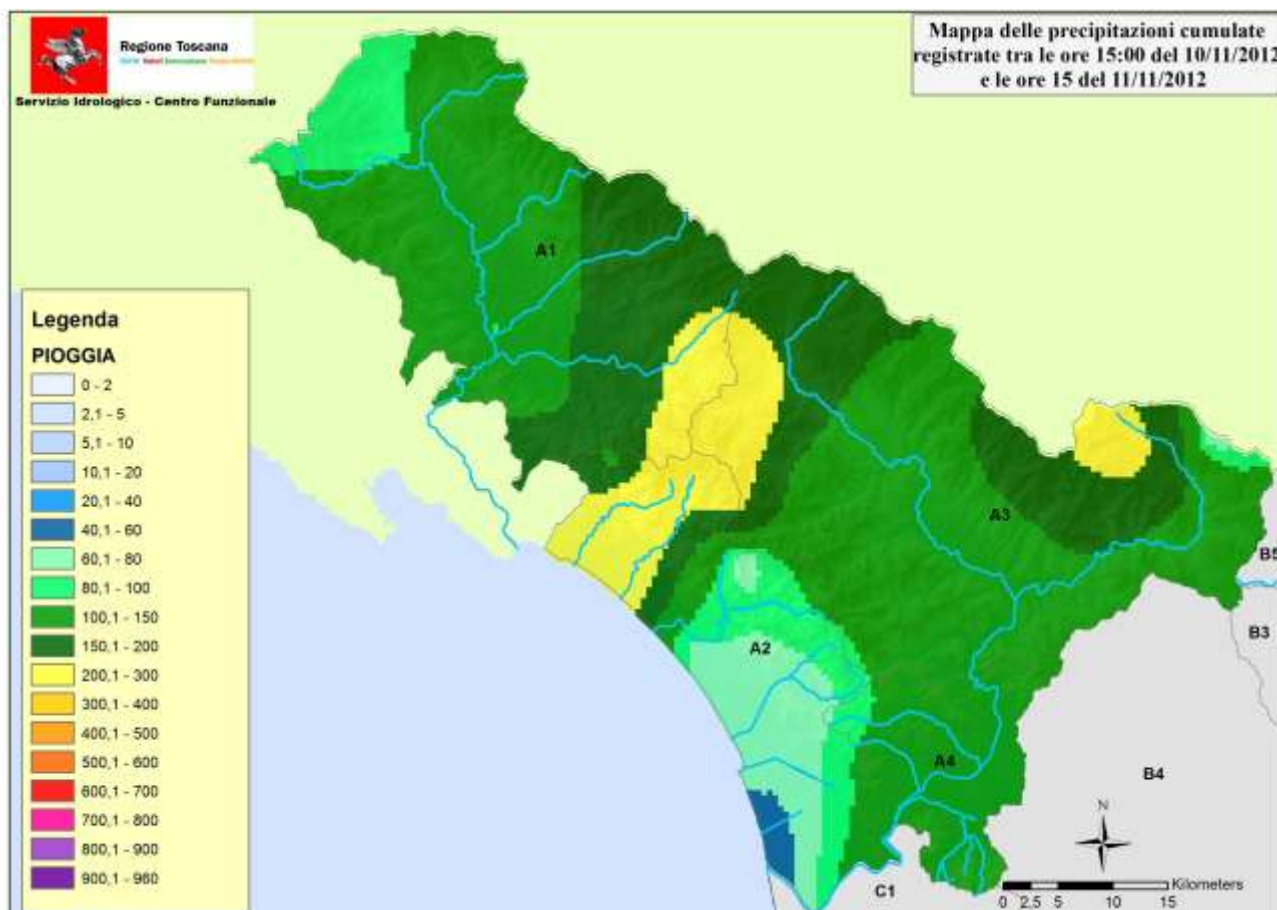 Regione Toscana
Servizio Idrologico - Centro Funzionale
Mappa delle precipitazioni cumulate
registrate tra le ore 15:00 del 10/11/2012
e le ore 15 del 11/11/2012
A1
A3
B5
B3
A2
A4
B4
C1
Legenda
PIOGGIA
0 - 2
2,1 - 5
5,1 - 10
10,1 - 20
20,1 - 40
40,1 - 60
60,1 - 80
80,1 - 100
100,1 - 150
150,1 - 200
200,1 - 300
300,1 - 400
400,1 - 500
500,1 - 600
600,1 - 700
700,1 - 800
800,1 - 900
900,1 - 960
N
Kilometers
0 2,5 5 10 15